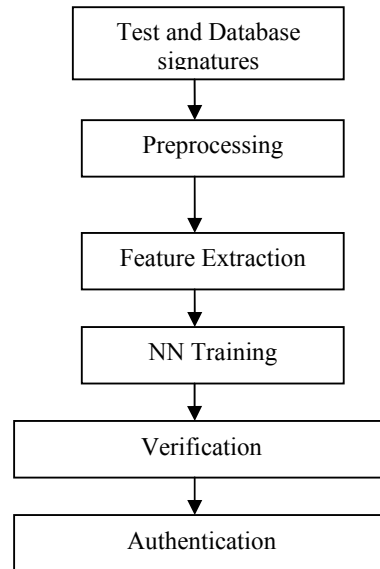 Test and Database
signatures
Preprocessing
Feature Extraction
NN Training
Verification
Authentication